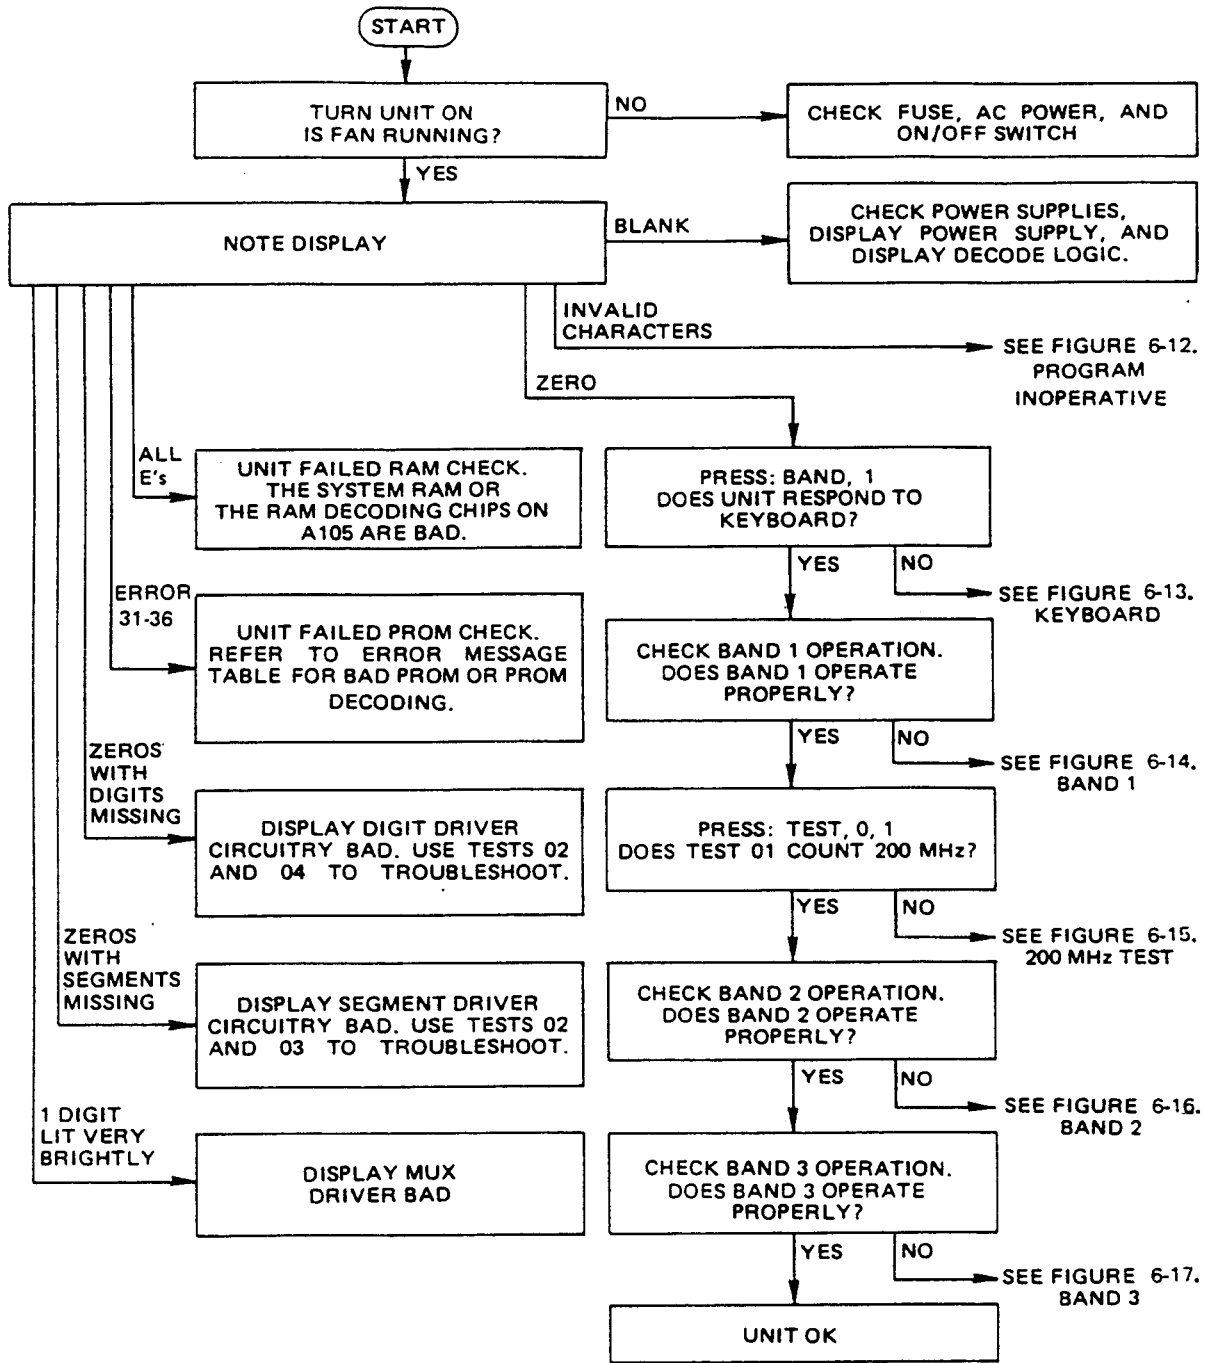 START
TURN UNIT ON
IS FAN RUNNING?
NO
CHECK FUSE, AC POWER, AND
ON/OFF SWITCH
YES
NOTE DISPLAY
BLANK
CHECK POWER SUPPLIES,
DISPLAY POWER SUPPLY, AND
DISPLAY DECODE LOGIC.
INVALID
CHARACTERS
SEE FIGURE 6-12.
PROGRAM
INOPERATIVE
ZERO
ALL
E's
UNIT FAILED RAM CHECK.
THE SYSTEM RAM OR
THE RAM DECODING CHIPS ON
A105 ARE BAD.
PRESS: BAND, 1
DOES UNIT RESPOND TO
KEYBOARD?
YES
NO
SEE FIGURE 6-13.
KEYBOARD
ERROR
31-36
UNIT FAILED PROM CHECK.
REFER TO ERROR MESSAGE
TABLE FOR BAD PROM OR PROM
DECODING.
CHECK BAND 1 OPERATION.
DOES BAND 1 OPERATE
PROPERLY?
YES
NO
SEE FIGURE 6-14.
BAND 1
ZEROS
WITH
DIGITS
MISSING
DISPLAY DIGIT DRIVER
CIRCUITRY BAD. USE TESTS 02
AND 04 TO TROUBLESHOOT.
PRESS: TEST, 0, 1
DOES TEST 01 COUNT 200 MHz?
YES
NO
SEE FIGURE 6-15.
200 MHz TEST
ZEROS
WITH
SEGMENTS
MISSING
DISPLAY SEGMENT DRIVER
CIRCUITRY BAD. USE TESTS 02
AND 03 TO TROUBLESHOOT.
CHECK BAND 2 OPERATION.
DOES BAND 2 OPERATE
PROPERLY?
YES
NO
SEE FIGURE 6-16.
BAND 2
1 DIGIT
LIT VERY
BRIGHTLY
DISPLAY MUX
DRIVER BAD
CHECK BAND 3 OPERATION.
DOES BAND 3 OPERATE
PROPERLY?
YES
NO
SEE FIGURE 6-17.
BAND 3
UNIT OK